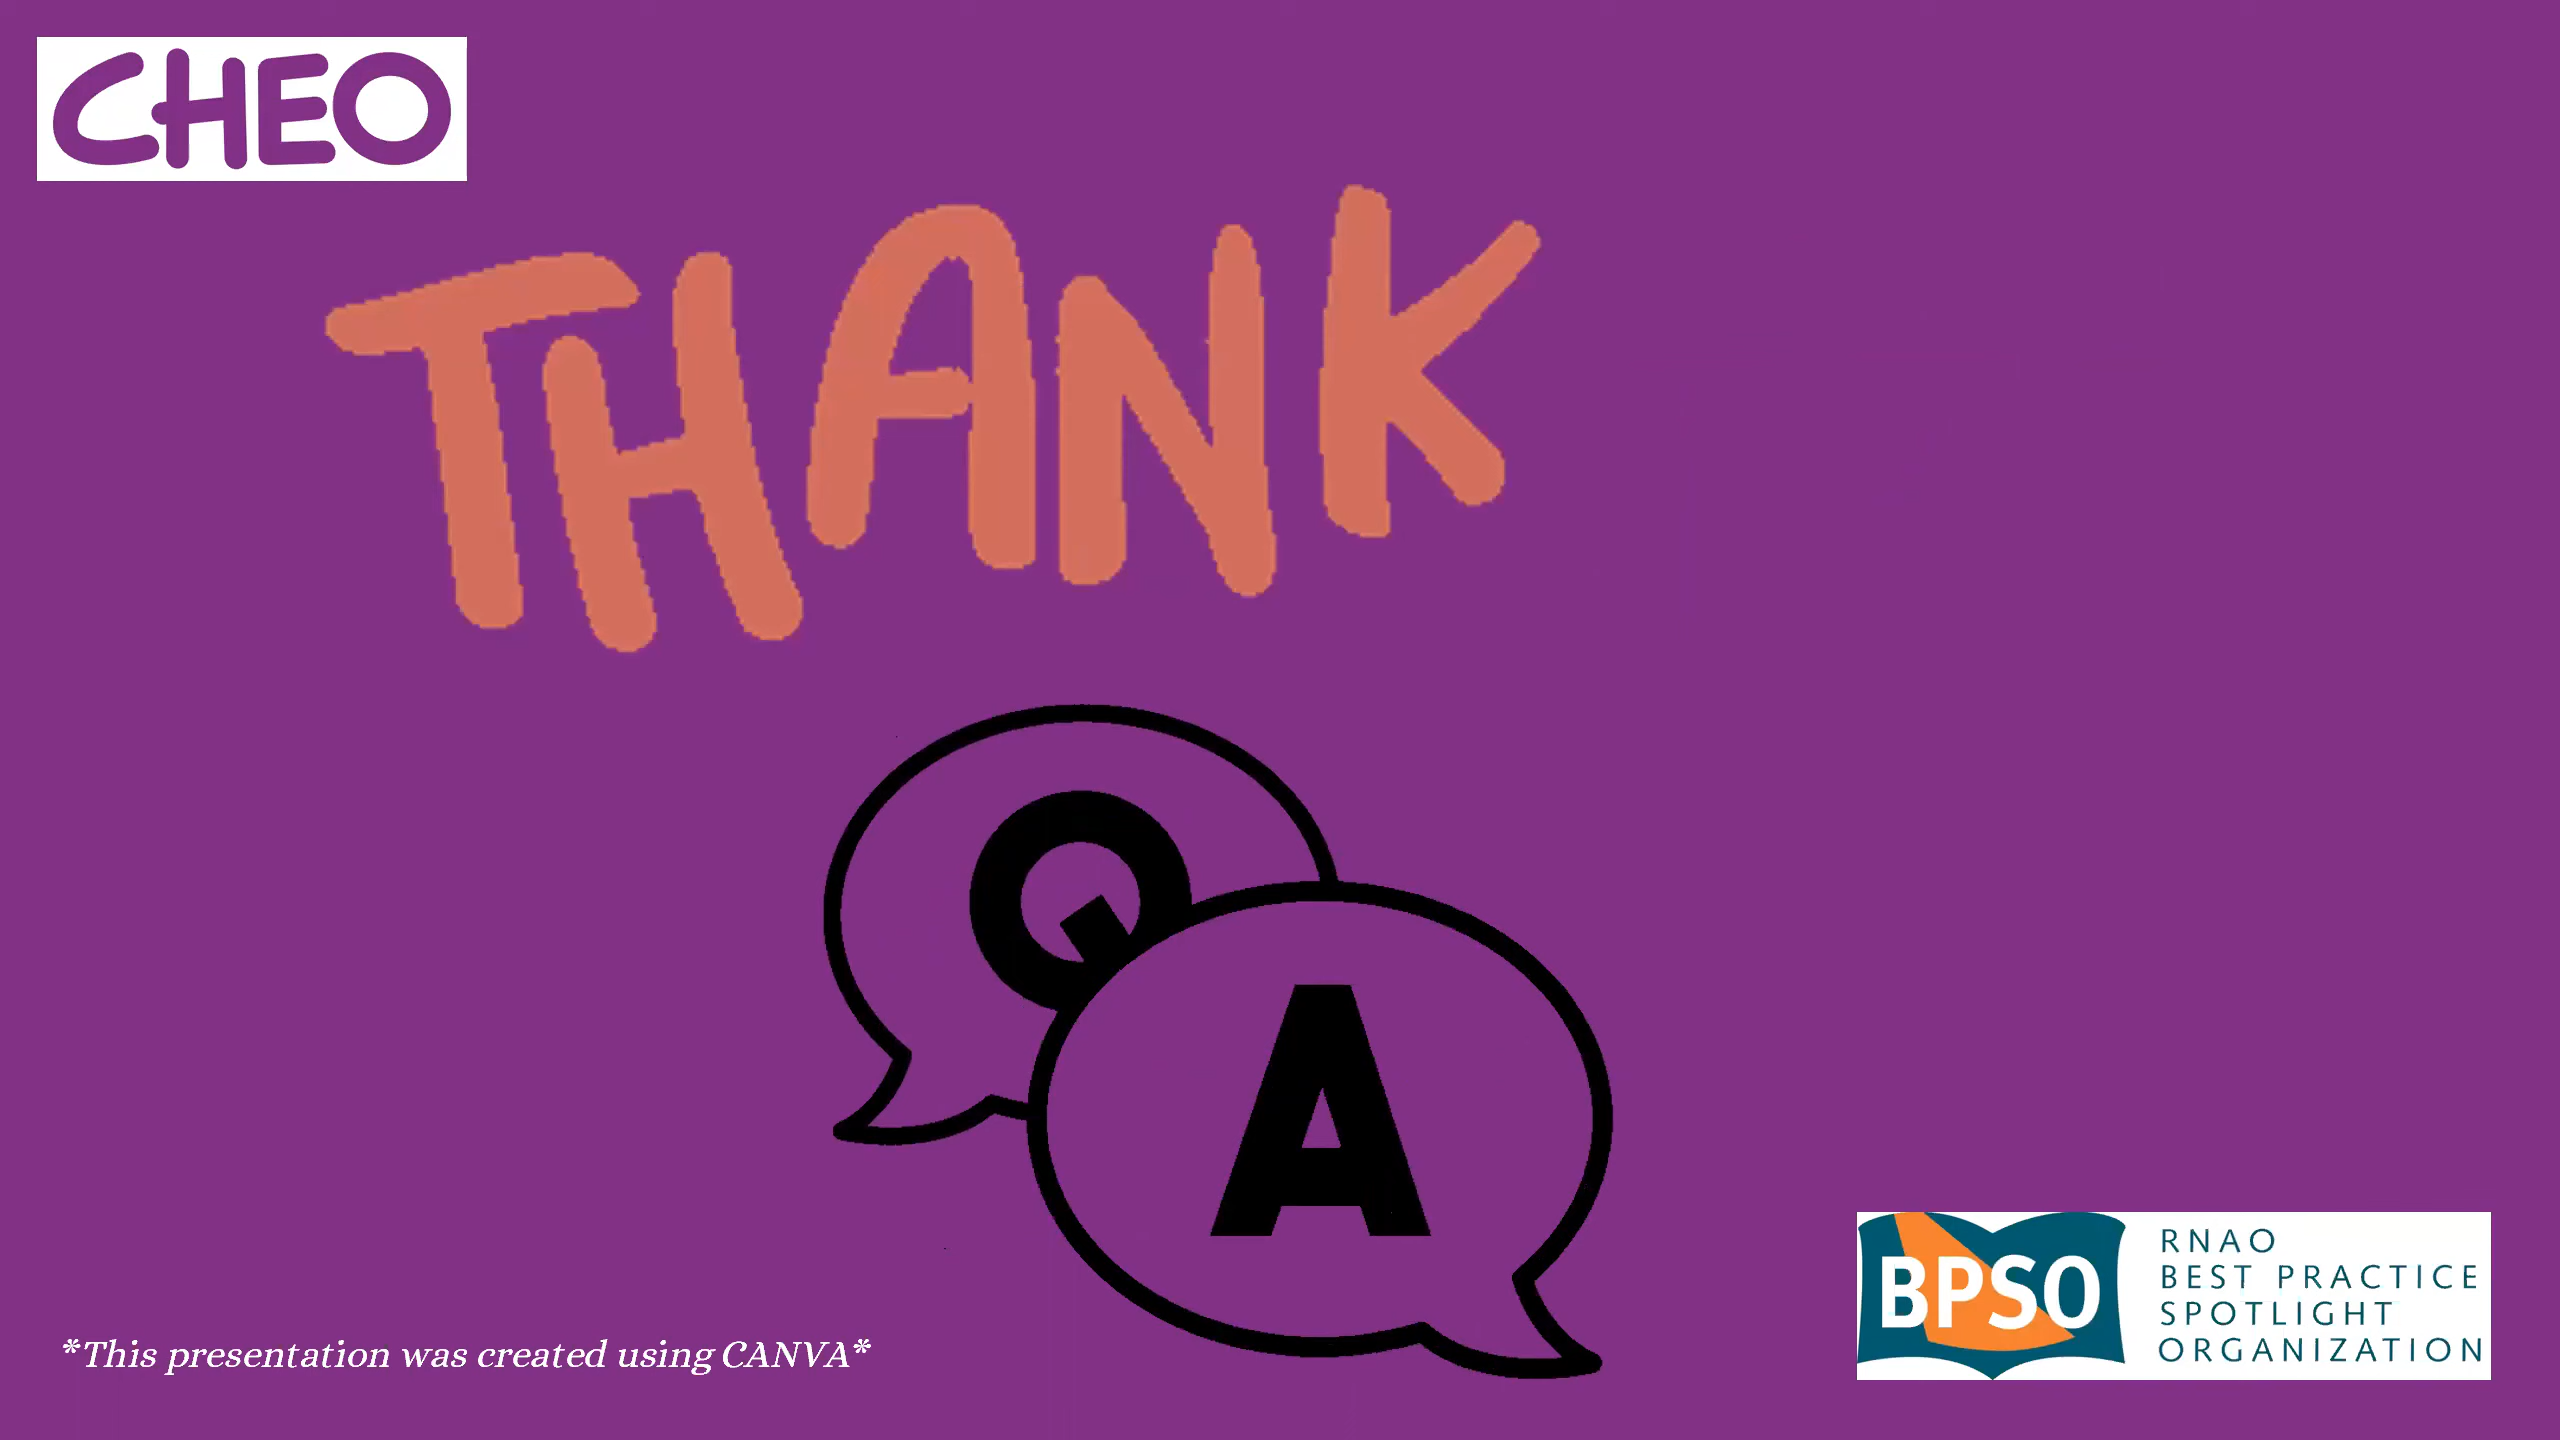 CHEO
THANK
Q
A
BPSO
RNAO
BEST PRACTICE
SPOTLIGHT
ORGANIZATION
*This presentation was created using CANVA*